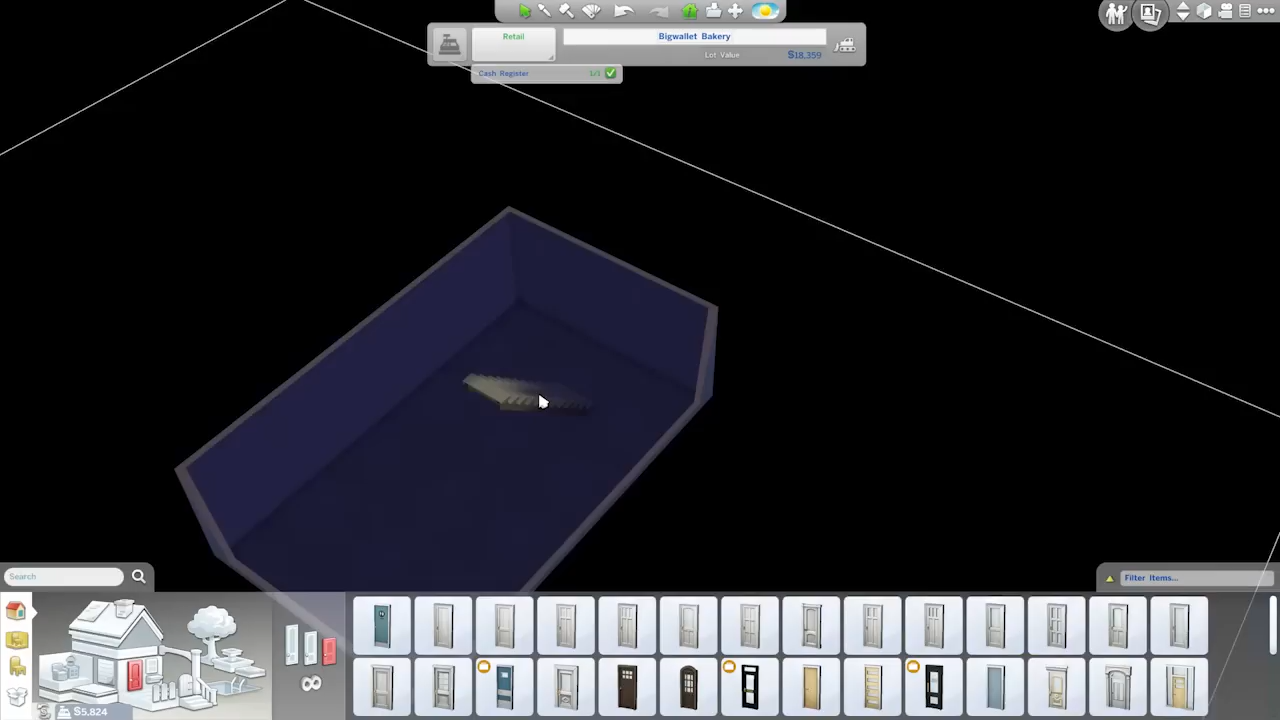 Retail
Bigwallet Bakery
Lot Value $18,359
Cash Register 1/1
Search
Filter Items...
$5,824